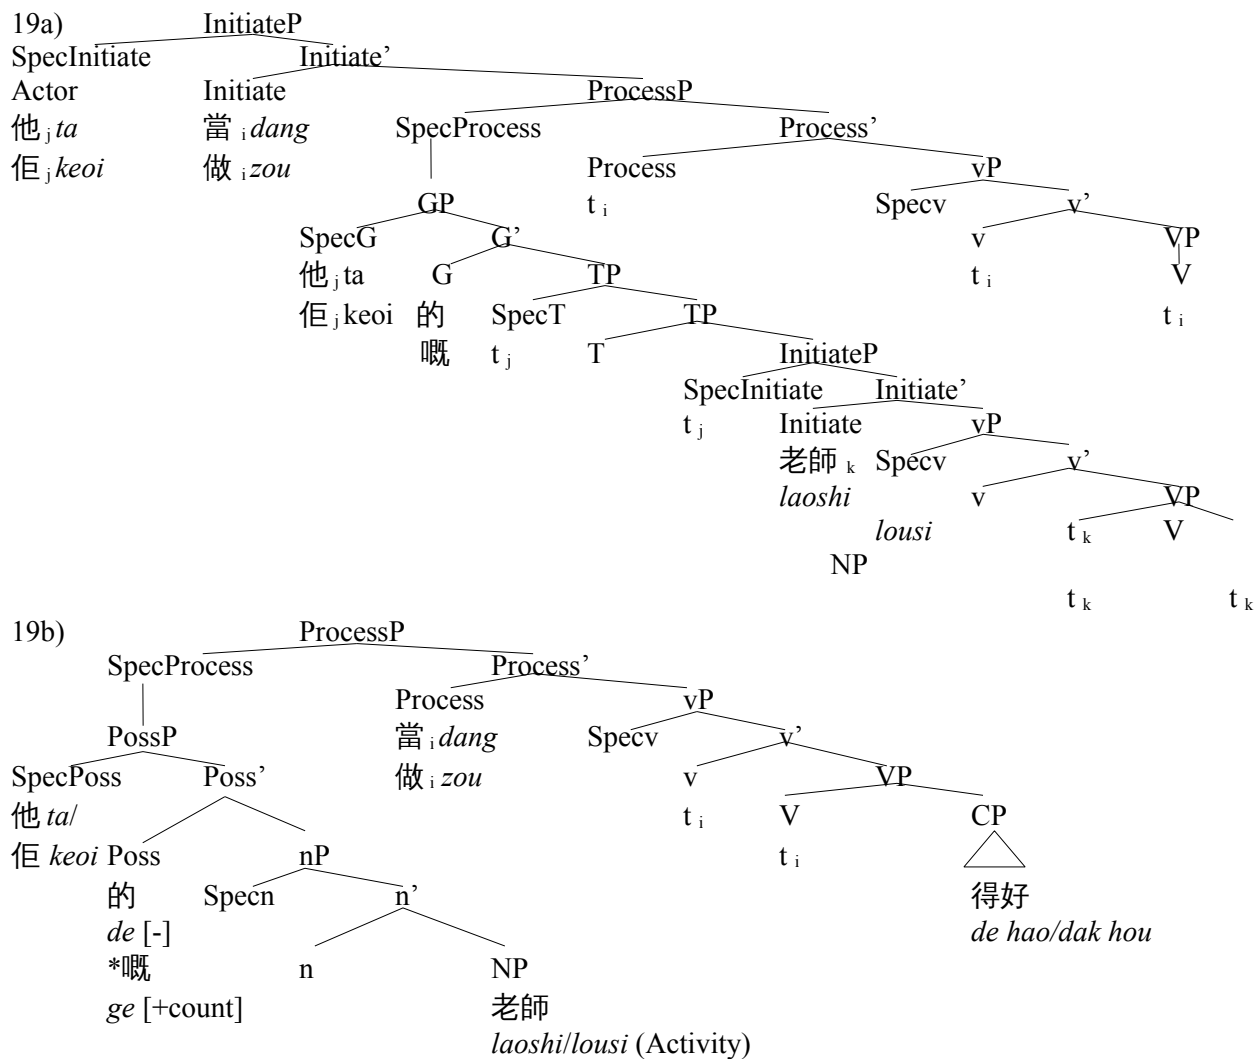 19a) InitiateP
SpecInitiate Initiate’
Actor Initiate ProcessP
他 j ta 當 i dang SpecProcess Process’
佢 j keoi 做 i zou Process vP
GP t i Specv v’
SpecG G’ v VP
他 j ta G TP t i V
佢 j keoi 的 SpecT TP t i
嘅 t j T InitiateP
SpecInitiate Initiate’
t j Initiate vP
老師 k Specv v’
laoshi v VP
lousi t k V
NP
t k t k
19b) ProcessP
SpecProcess Process’
Process vP
PossP 當 i dang Specv v’
SpecPoss Poss’ 做 i zou v VP
他 ta/ t i V CP
佢 keoi Poss nP t i
的 Specn n’ 得好
de [-] de hao/dak hou
*嘅 n NP
ge [+count] 老師
laoshi/lousi (Activity)